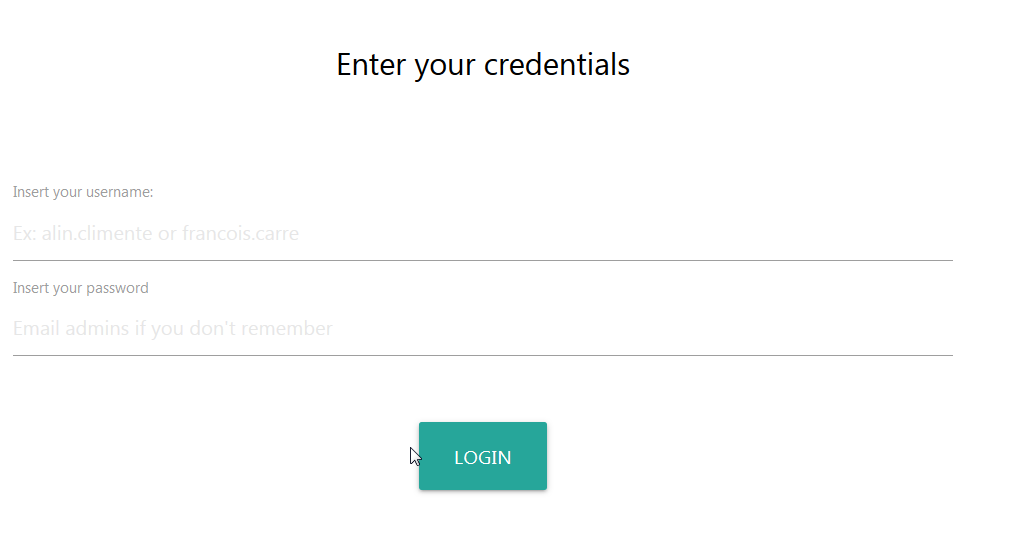 Enter your credentials
Insert your username:
Ex: alin.climente or francois.carre
Insert your password
Email admins if you don't remember
LOGIN